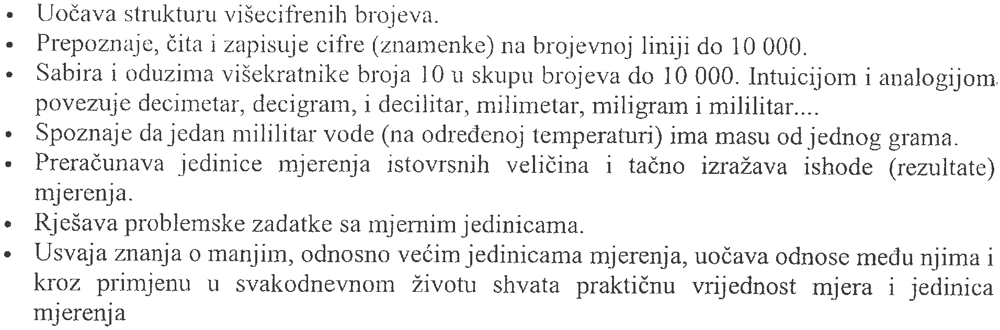 • Uočava strukturu višecifrenih brojeva.
• Prepoznaje, čita i zapisuje cifre (znamenke) na brojevnoj liniji do 10 000.
• Sabira i oduzima višekratnike broja 10 u skupu brojeva do 10 000. Intuicijom i analogijom
povezuje decimetar, decigram, i decilitar, milimetar, miligram i mililitar....
• Spoznaje da jedan mililitar vode (na određenoj temperaturi) ima masu od jednog grama.
• Preračunava jedinice mjerenja istovrsnih veličina i tačno izražava ishode (rezultate)
mjerenja.
• Rješava problemske zadatke sa mjernim jedinicama.
• Usvaja znanja o manjim, odnosno većim jedinicama mjerenja, uočava odnose među njima i
kroz primjenu u svakodnevnom životu shvata praktičnu vrijednost mjera i jedinica
mjerenja